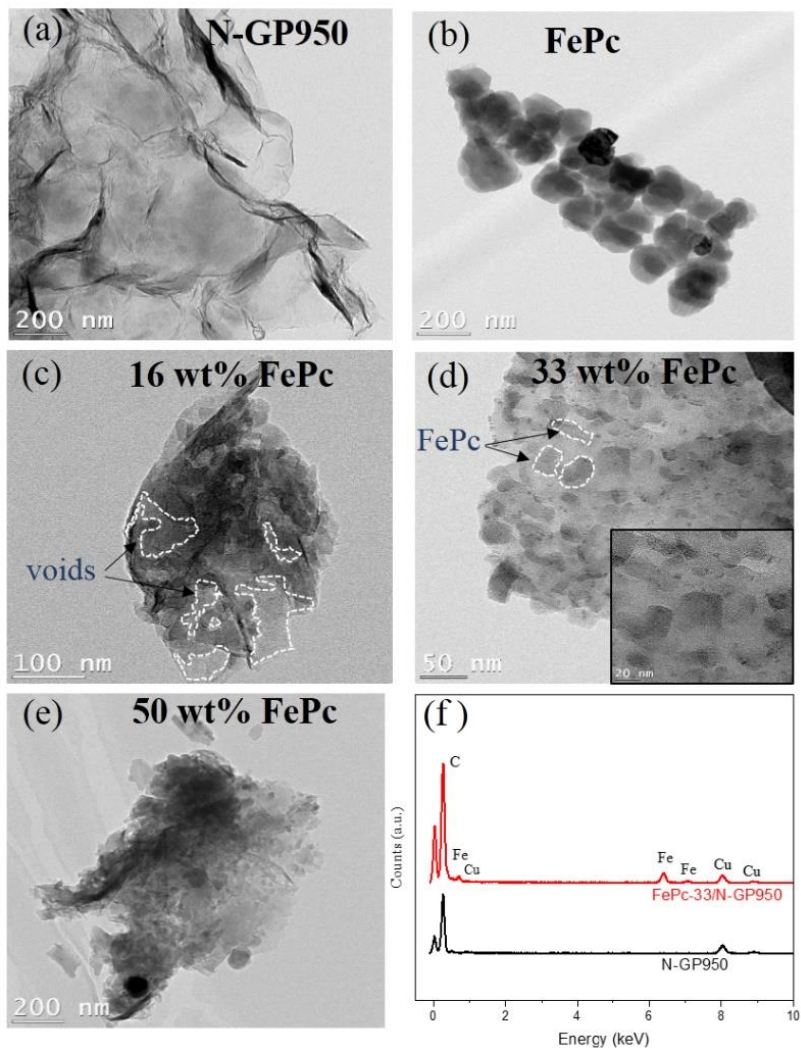 (a) N-GP950
200 nm
(b) FePc
200 nm
(c) 16 wt% FePc
voids
100 nm
(d) 33 wt% FePc
FePc
50 nm
20 nm
(e) 50 wt% FePc
200 nm
(f)
Counts (a.u.)
C
Fe
Cu
Fe
Fe
Cu
Cu
FePc-33/N-GP950
N-GP950
0 2 4 6 8 10
Energy (keV)